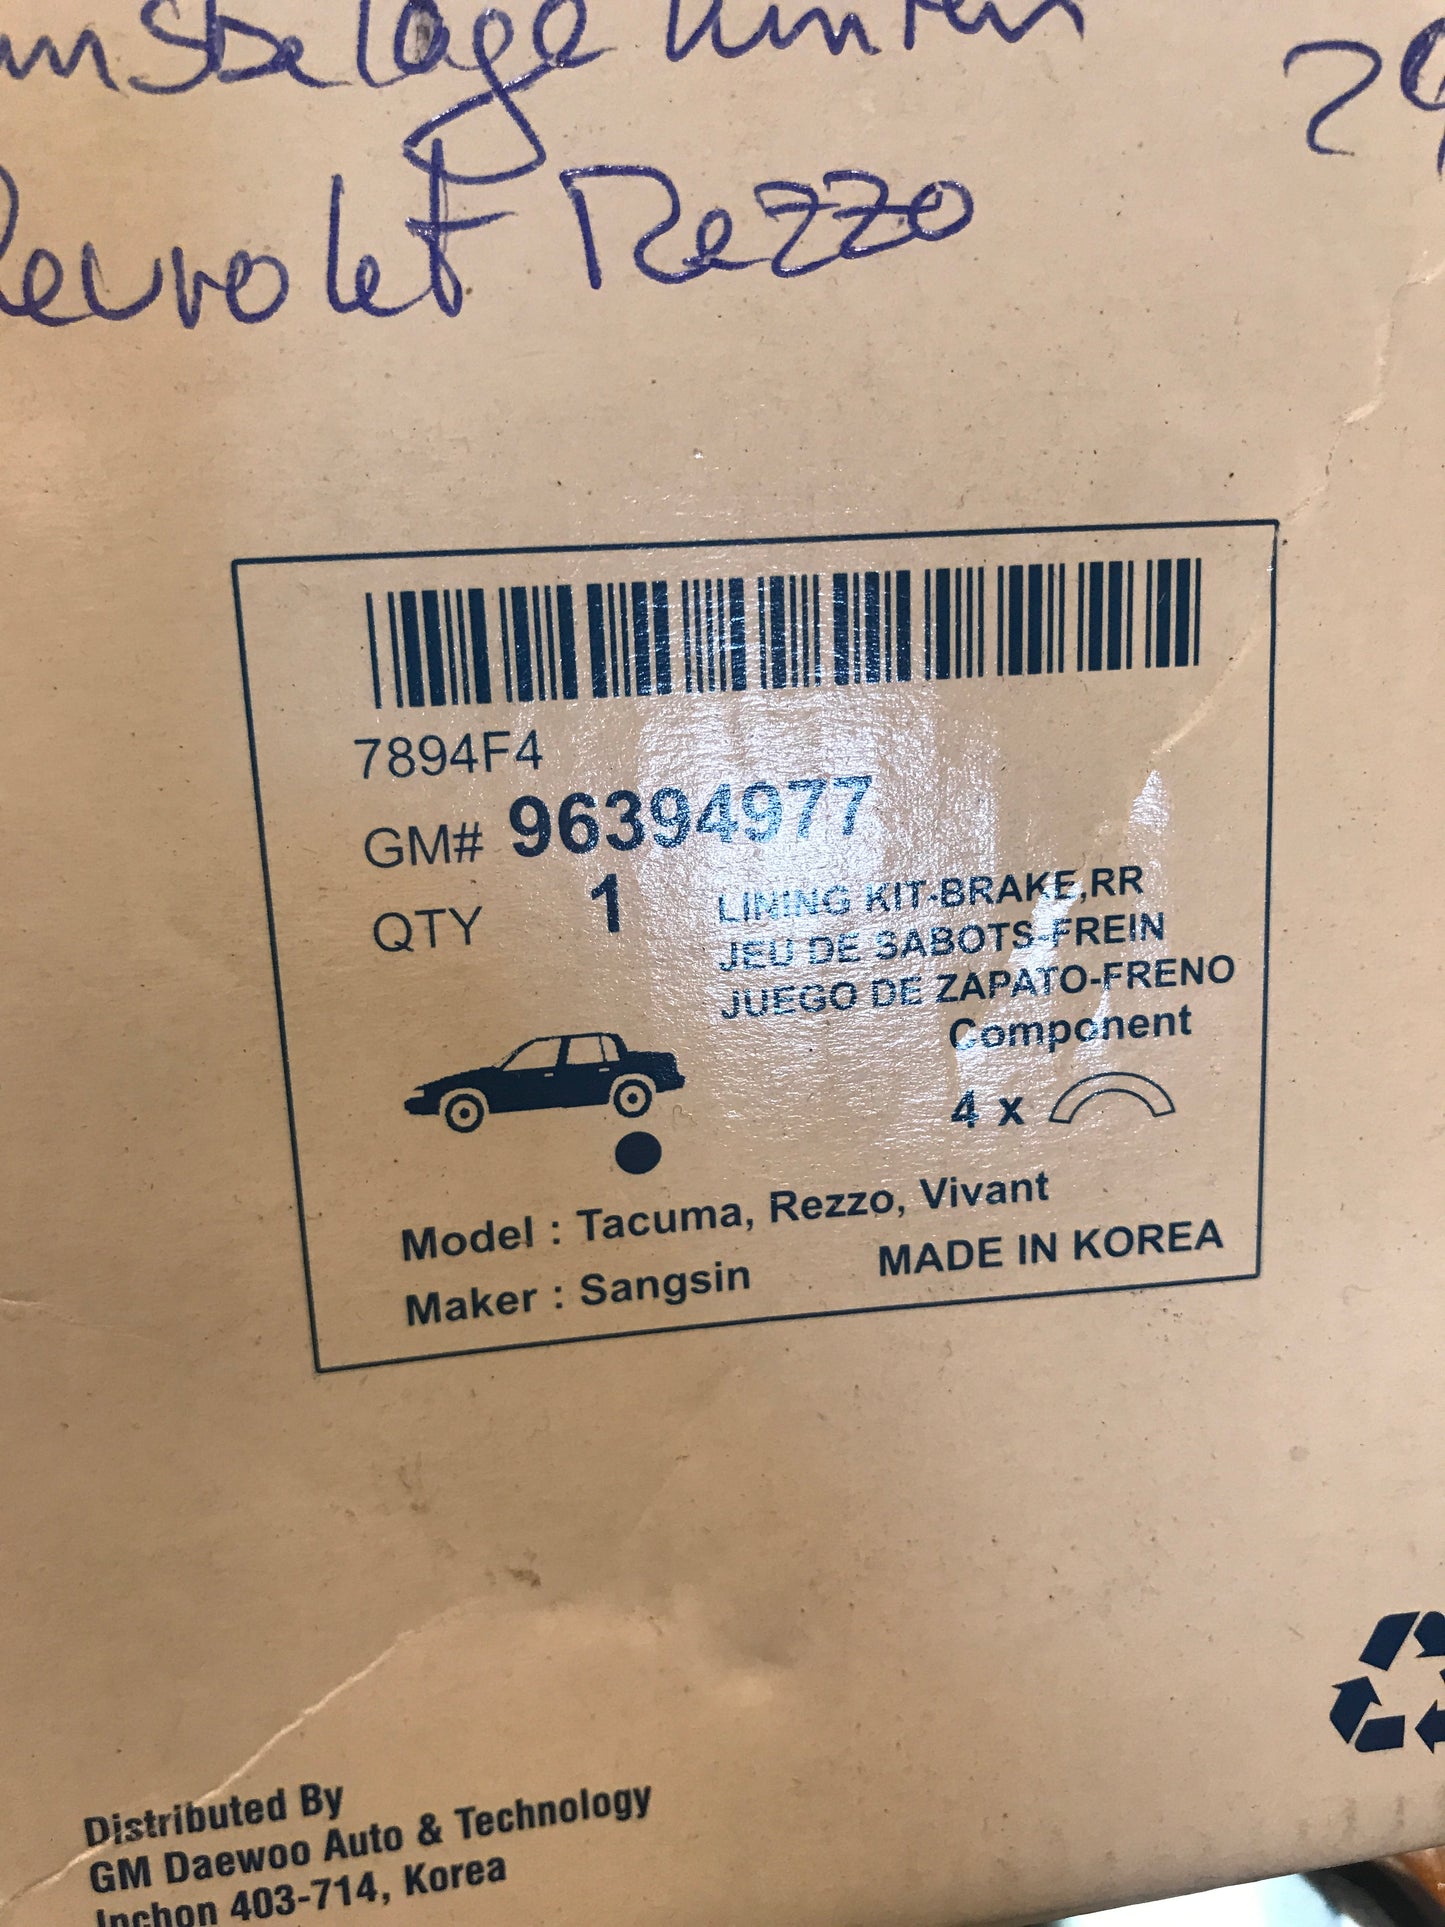 hinten
29
Rezzo
7894F4
GM# 96394977
QTY 1
LINING KIT-BRAKE,RR
JEU DE SABOTS-FREIN
JUEGO DE ZAPATO-FRENO
Component
4 x
Model : Tacuma, Rezzo, Vivant
Maker : Sangsin MADE IN KOREA
Distributed By
GM Daewoo Auto & Technology
Inchon 403-714, Korea